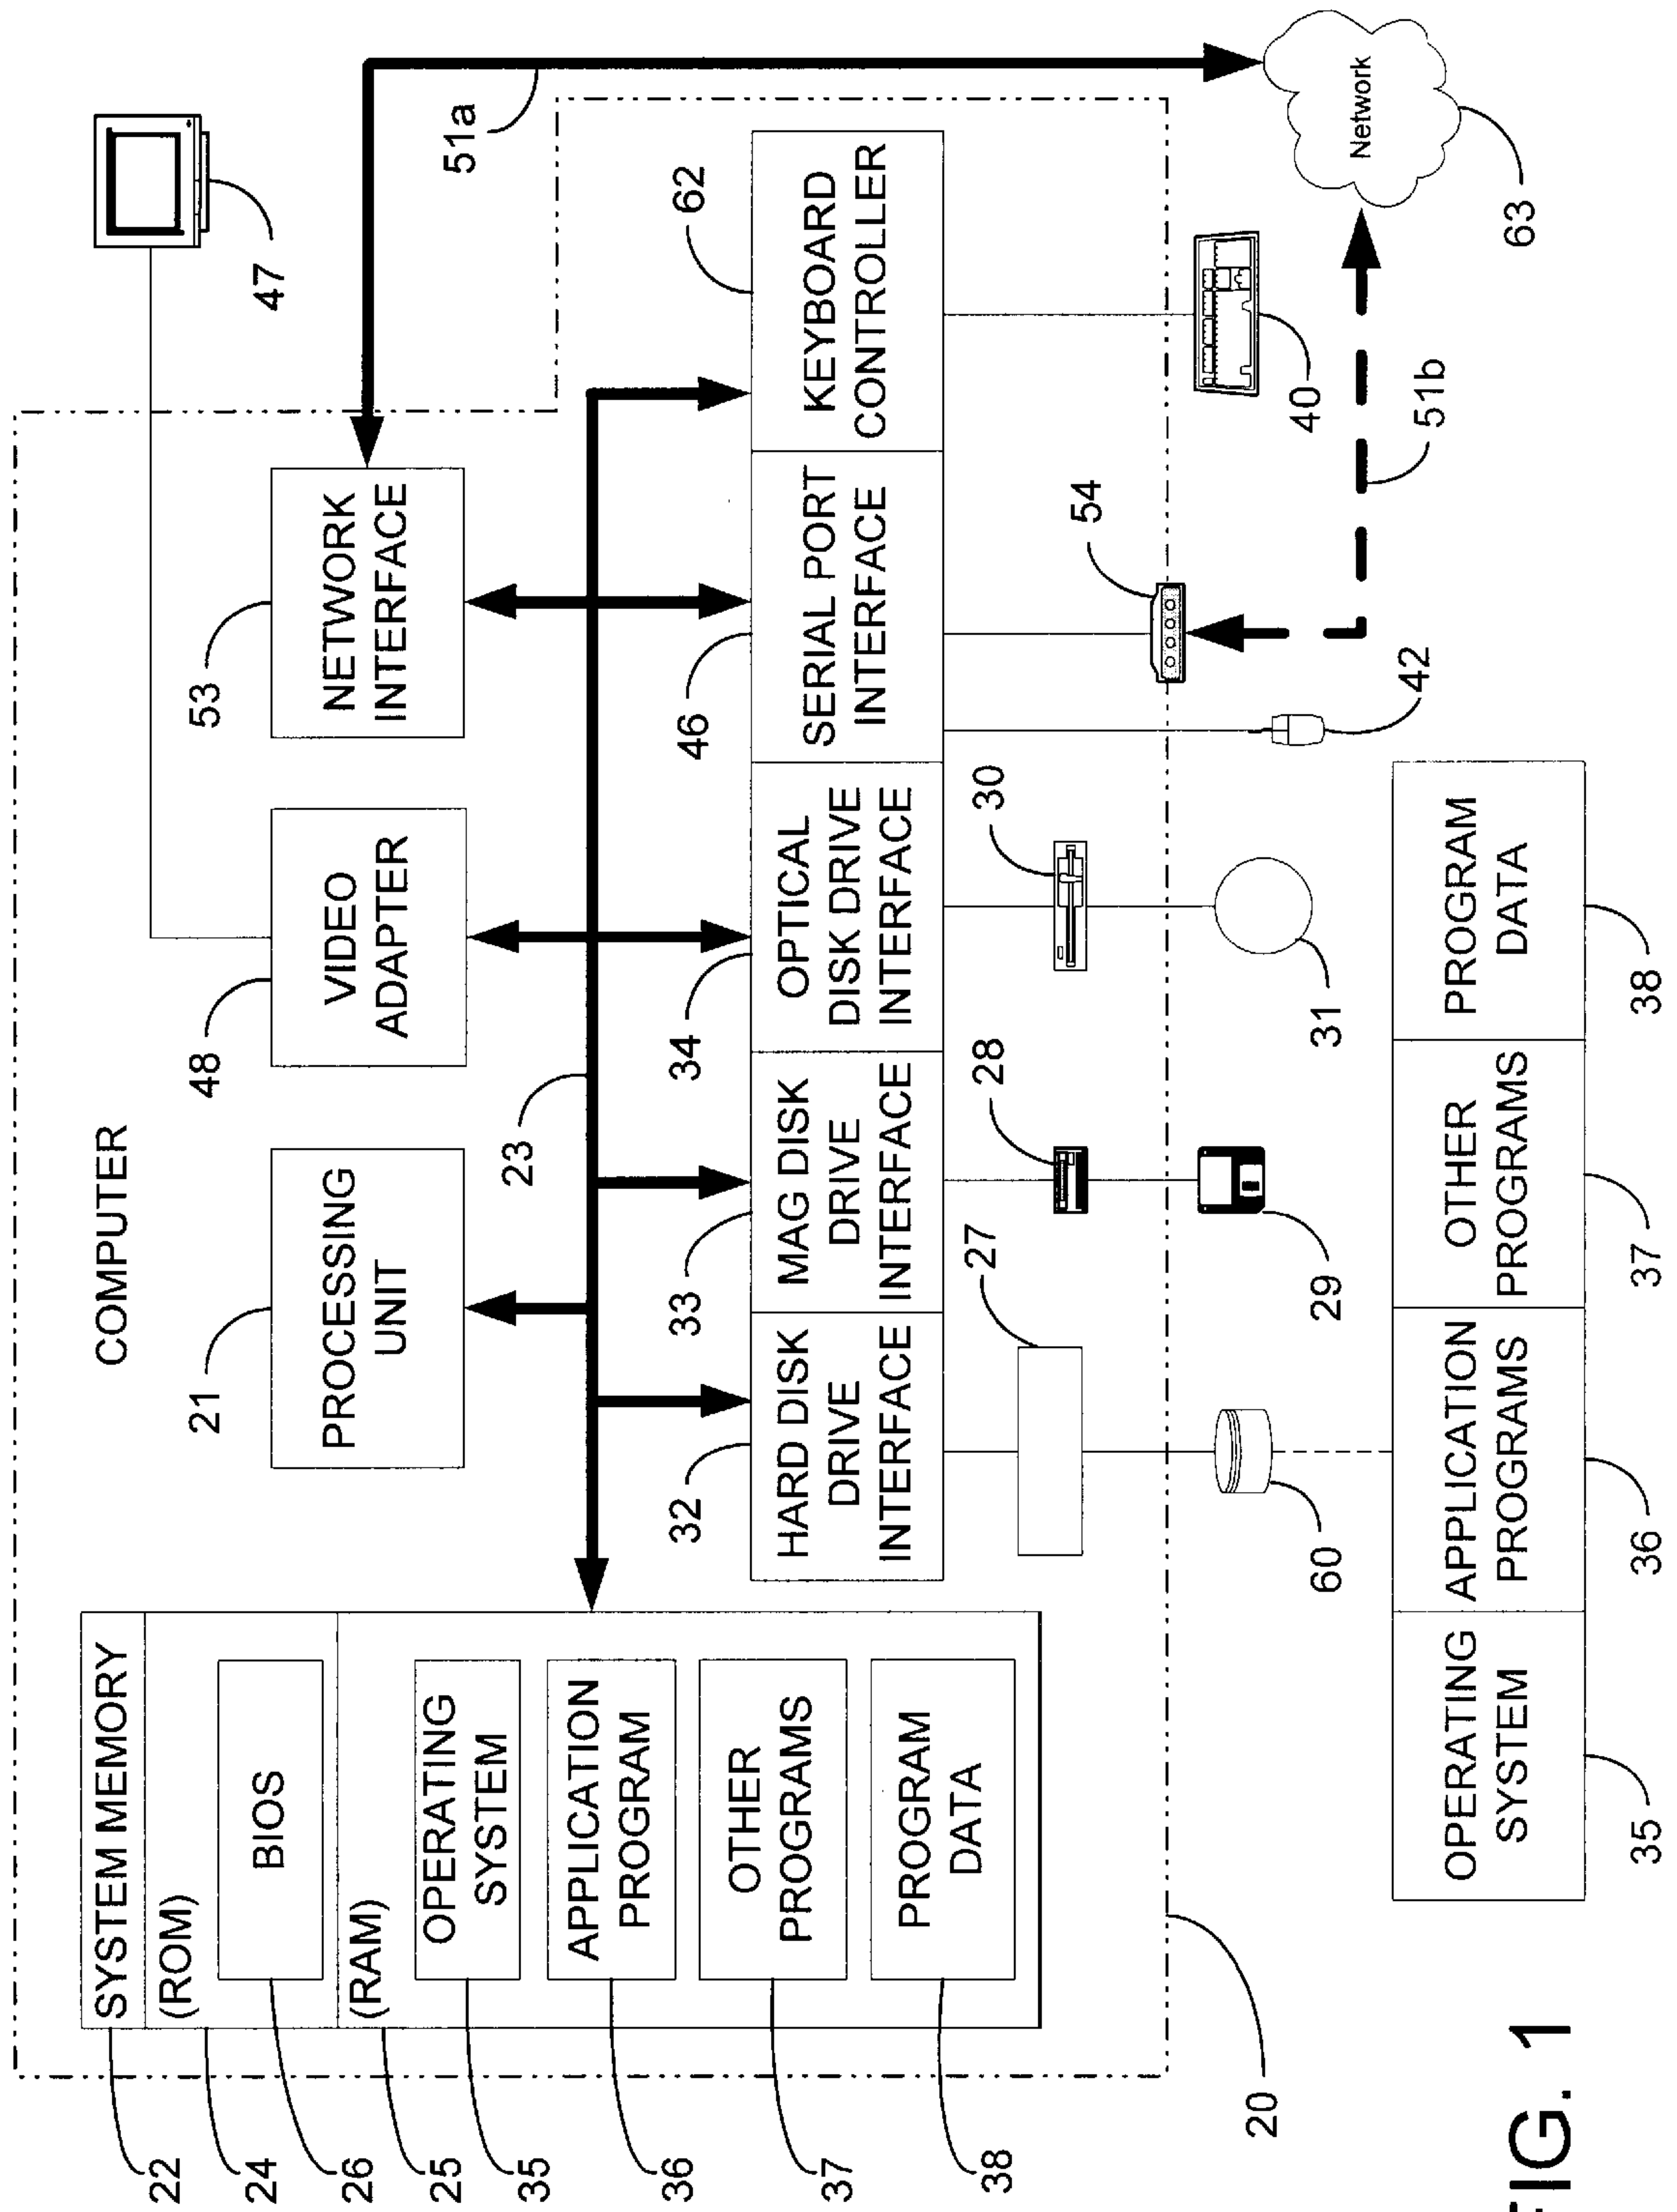 COMPUTER
47
22
SYSTEM MEMORY
24
(ROM)
26
BIOS
25
(RAM)
35
OPERATING
SYSTEM
36
APPLICATION
PROGRAM
37
OTHER
PROGRAMS
38
PROGRAM
DATA
21
PROCESSING
UNIT
48
VIDEO
ADAPTER
53
NETWORK
INTERFACE
51a
23
32
HARD DISK
DRIVE
INTERFACE
33
MAG DISK
DRIVE
INTERFACE
34
OPTICAL
DISK DRIVE
INTERFACE
46
SERIAL PORT
INTERFACE
62
KEYBOARD
CONTROLLER
27
28
30
54
20
60
29
31
42
40
51b
Network
63
OPERATING
SYSTEM
APPLICATION
PROGRAMS
OTHER
PROGRAMS
PROGRAM
DATA
35
36
37
38
FIG. 1